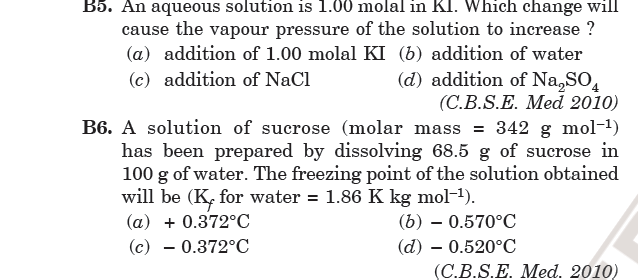 B5. An aqueous solution is 1.00 molal in KI. Which change will
cause the vapour pressure of the solution to increase ?
(a) addition of 1.00 molal KI (b) addition of water
(c) addition of NaCl (d) addition of Na₂SO₄
(C.B.S.E. Med 2010)
B6. A solution of sucrose (molar mass = 342 g mol⁻¹)
has been prepared by dissolving 68.5 g of sucrose in
100 g of water. The freezing point of the solution obtained
will be (K_f for water = 1.86 K kg mol⁻¹).
(a) + 0.372°C (b) – 0.570°C
(c) – 0.372°C (d) – 0.520°C
(C.B.S.E. Med. 2010)